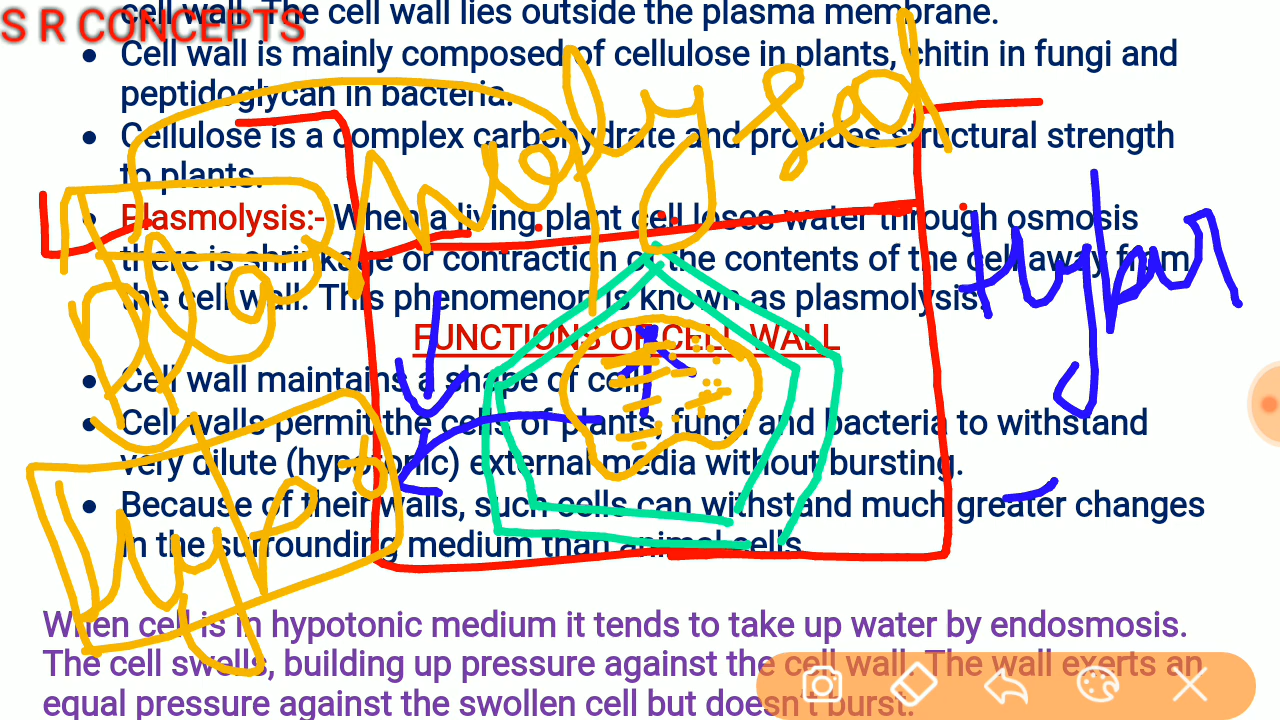 cell wall. The cell wall lies outside the plasma membrane.
S R CONCEPTS
• Cell wall is mainly composed of cellulose in plants, chitin in fungi and
peptidoglycan in bacteria.
• Cellulose is a complex carbohydrate and provides structural strength
to plants.
• Plasmolysis:- When a living plant cell loses water through osmosis
there is shrinkage or contraction of the contents of the cell away from
the cell wall. This phenomenon is known as plasmolysis.
FUNCTIONS OF CELL WALL
• Cell wall maintains a shape of cell.
• Cell walls permit the cells of plants, fungi and bacteria to withstand
very dilute (hypotonic) external media without bursting.
• Because of their walls, such cells can withstand much greater changes
in the surrounding medium than animal cells.
When cell is in hypotonic medium it tends to take up water by endosmosis.
The cell swells, building up pressure against the cell wall. The wall exerts an
equal pressure against the swollen cell but doesn't burst.
Hyper
Hypo